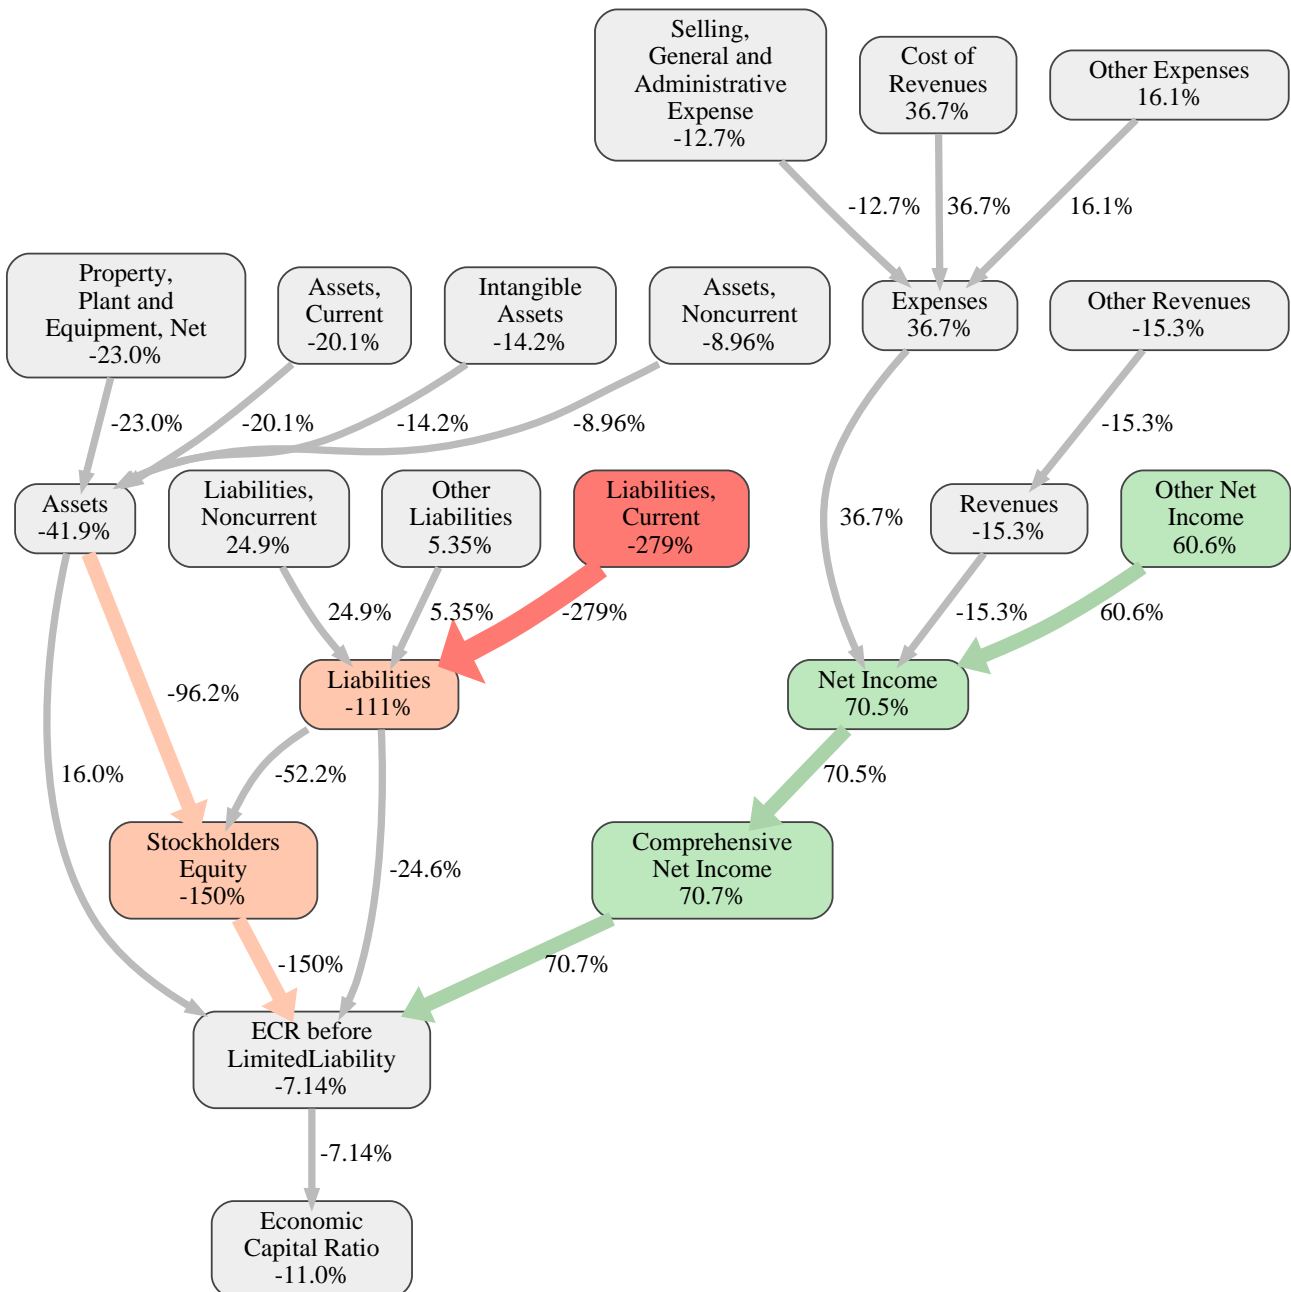 Selling,
General and
Administrative
Expense
-12.7%
Cost of
Revenues
36.7%
Other Expenses
16.1%
-12.7%
36.7%
16.1%
Property,
Plant and
Equipment, Net
-23.0%
Assets,
Current
-20.1%
Intangible
Assets
-14.2%
Assets,
Noncurrent
-8.96%
Expenses
36.7%
Other Revenues
-15.3%
-23.0%
-20.1%
-14.2%
-8.96%
-15.3%
Assets
-41.9%
Liabilities,
Noncurrent
24.9%
Other
Liabilities
5.35%
Liabilities,
Current
-279%
36.7%
Revenues
-15.3%
Other Net
Income
60.6%
24.9%
5.35%
-279%
-15.3%
60.6%
-96.2%
Liabilities
-111%
Net Income
70.5%
16.0%
-52.2%
70.5%
Stockholders
Equity
-150%
-24.6%
Comprehensive
Net Income
70.7%
-150%
70.7%
ECR before
LimitedLiability
-7.14%
-7.14%
Economic
Capital Ratio
-11.0%